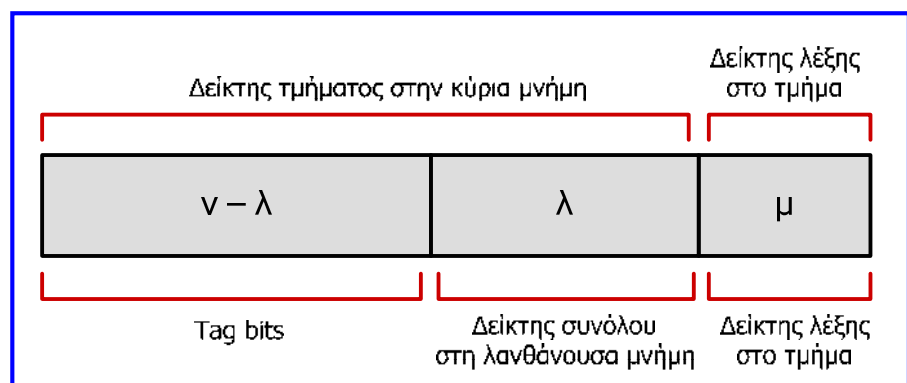 Δείκτης τμήματος στην κύρια μνήμη
Δείκτης λέξης
στο τμήμα
ν – λ
λ
μ
Tag bits
Δείκτης συνόλου
στη λανθάνουσα μνήμη
Δείκτης λέξης
στο τμήμα